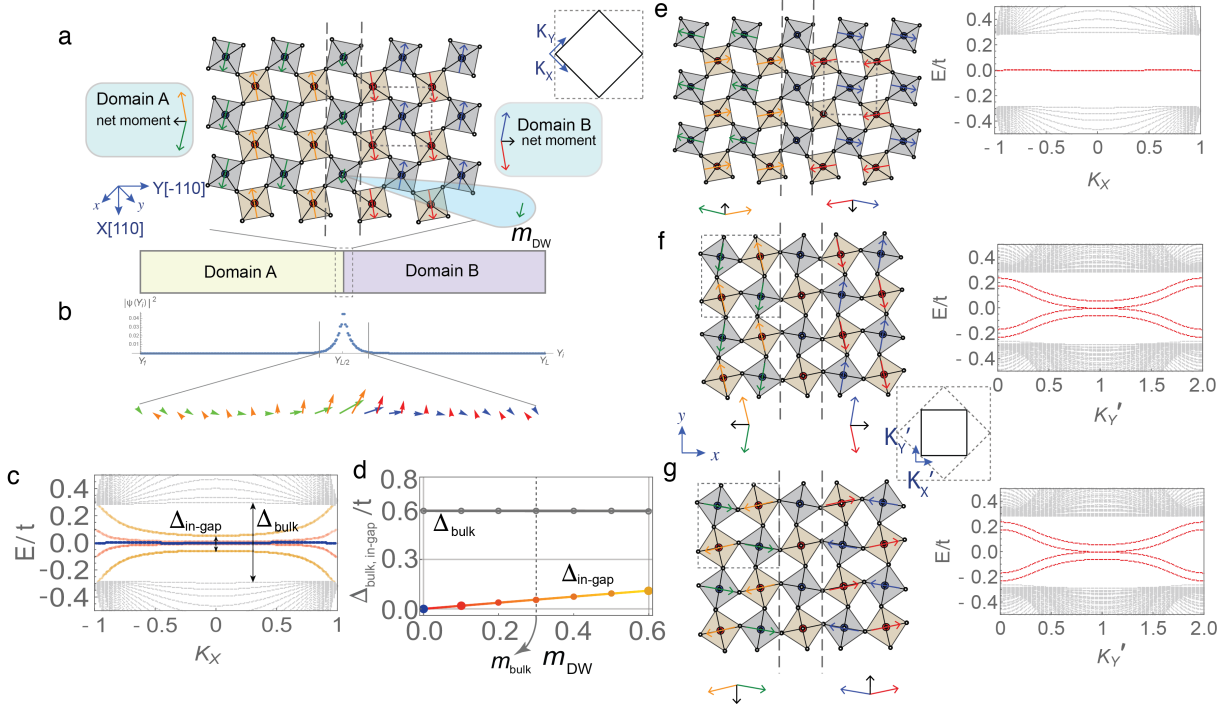 a
K_Y
K_X
Domain A
net moment
Domain B
net moment
Y[-110]
x
y
X[110]
m_DW
Domain A
Domain B
|ψ(Y_i)|²
b
0.04
0.03
0.02
0.01
Y_1
Y_L/2
Y_L
Y_i
c
E/t
0.4
0.2
0.0
-0.2
-0.4
Δ_in-gap
Δ_bulk
-1
-0.5
0
0.5
1
K_X
d
Δ_bulk, in-gap/t
0.8
0.6
0.3
0.0
Δ_bulk
Δ_in-gap
0.0
0.2
0.4
0.6
m_bulk
m_DW
e
E/t
0.4
0.2
0.0
-0.2
-0.4
-1
-0.5
0
0.5
1
K_X
f
y
x
E/t
0.4
0.2
0.0
-0.2
-0.4
0
0.5
1.0
1.5
2.0
K_Y'
K_Y'
K_X'
g
E/t
0.4
0.2
0.0
-0.2
-0.4
0
0.5
1.0
1.5
2.0
K_Y'